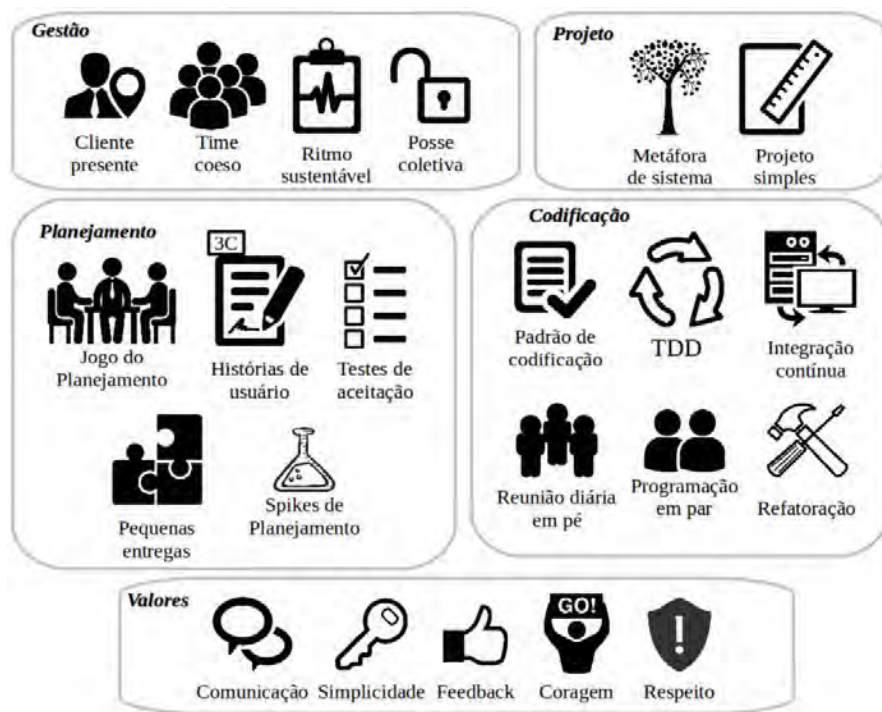 Gestão
Cliente
presente
Time
coeso
Ritmo
sustentável
Posse
coletiva
Projeto
Metáfora
de sistema
Projeto
simples
Planejamento
Jogo do
Planejamento
3C
Histórias de
usuário
Testes de
aceitação
Pequenas
entregas
Spikes de
Planejamento
Codificação
Padrão de
codificação
TDD
Integração
contínua
Reunião diária
em pé
Programação
em par
Refatoração
Valores
Comunicação
Simplicidade
Feedback
GO!
Coragem
!
Respeito